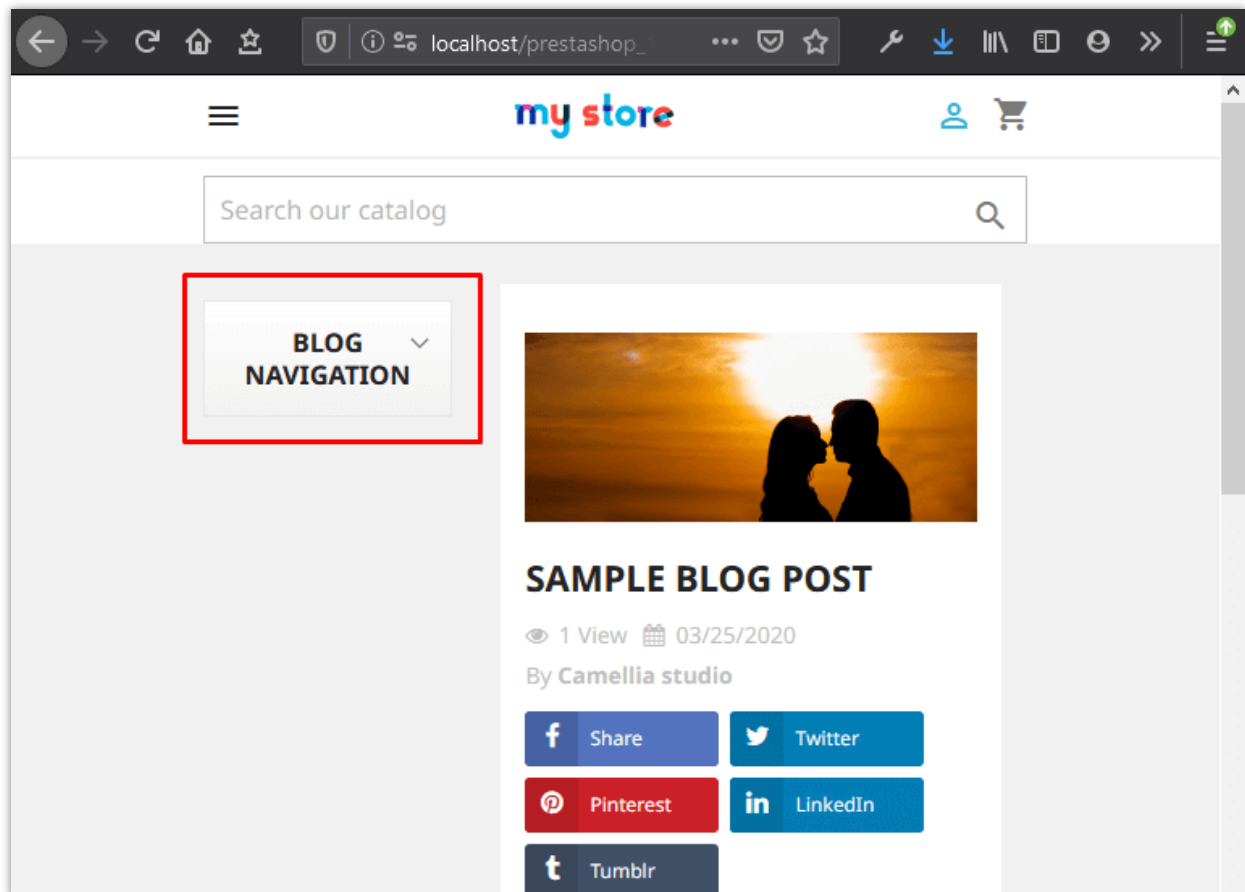 localhost/prestashop_
my store
Search our catalog
BLOG
NAVIGATION
SAMPLE BLOG POST
1 View 03/25/2020
By Camellia studio
Share Twitter
Pinterest LinkedIn
Tumblr